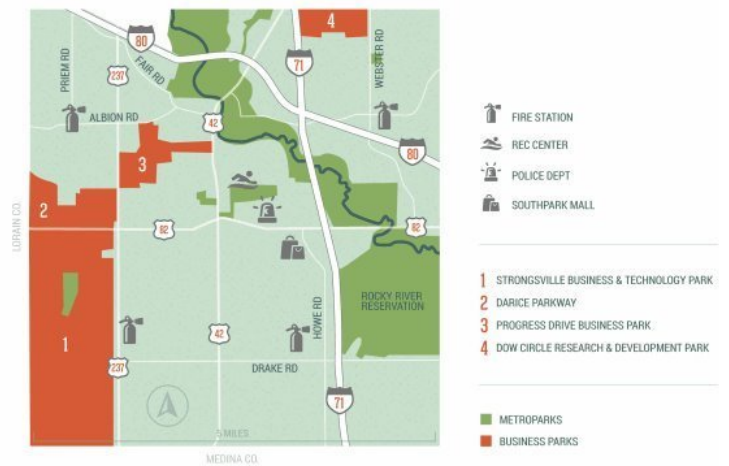 4
80
71
PRIEM RD
237
FAIR RD
WEBSTER RD
ALBION RD
42
80
3
2
LORAIN CO.
82
82
ROCKY RIVER
RESERVATION
HOWE RD
1
42
237
DRAKE RD
71
5 MILES
MEDINA CO.
FIRE STATION
REC CENTER
POLICE DEPT
SOUTHPARK MALL
1 STRONGSVILLE BUSINESS & TECHNOLOGY PARK
2 DARICE PARKWAY
3 PROGRESS DRIVE BUSINESS PARK
4 DOW CIRCLE RESEARCH & DEVELOPMENT PARK
METROPARKS
BUSINESS PARKS